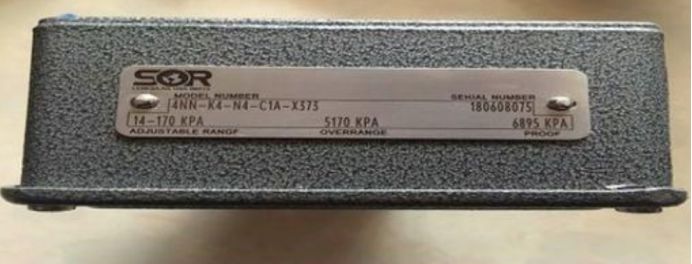 SOR
MODEL NUMBER SERIAL NUMBER
4NN-K4-N4-C1A-X373 180608075
14-170 KPA 5170 KPA 6895 KPA
ADJUSTABLE RANGE OVERRANGE PROOF